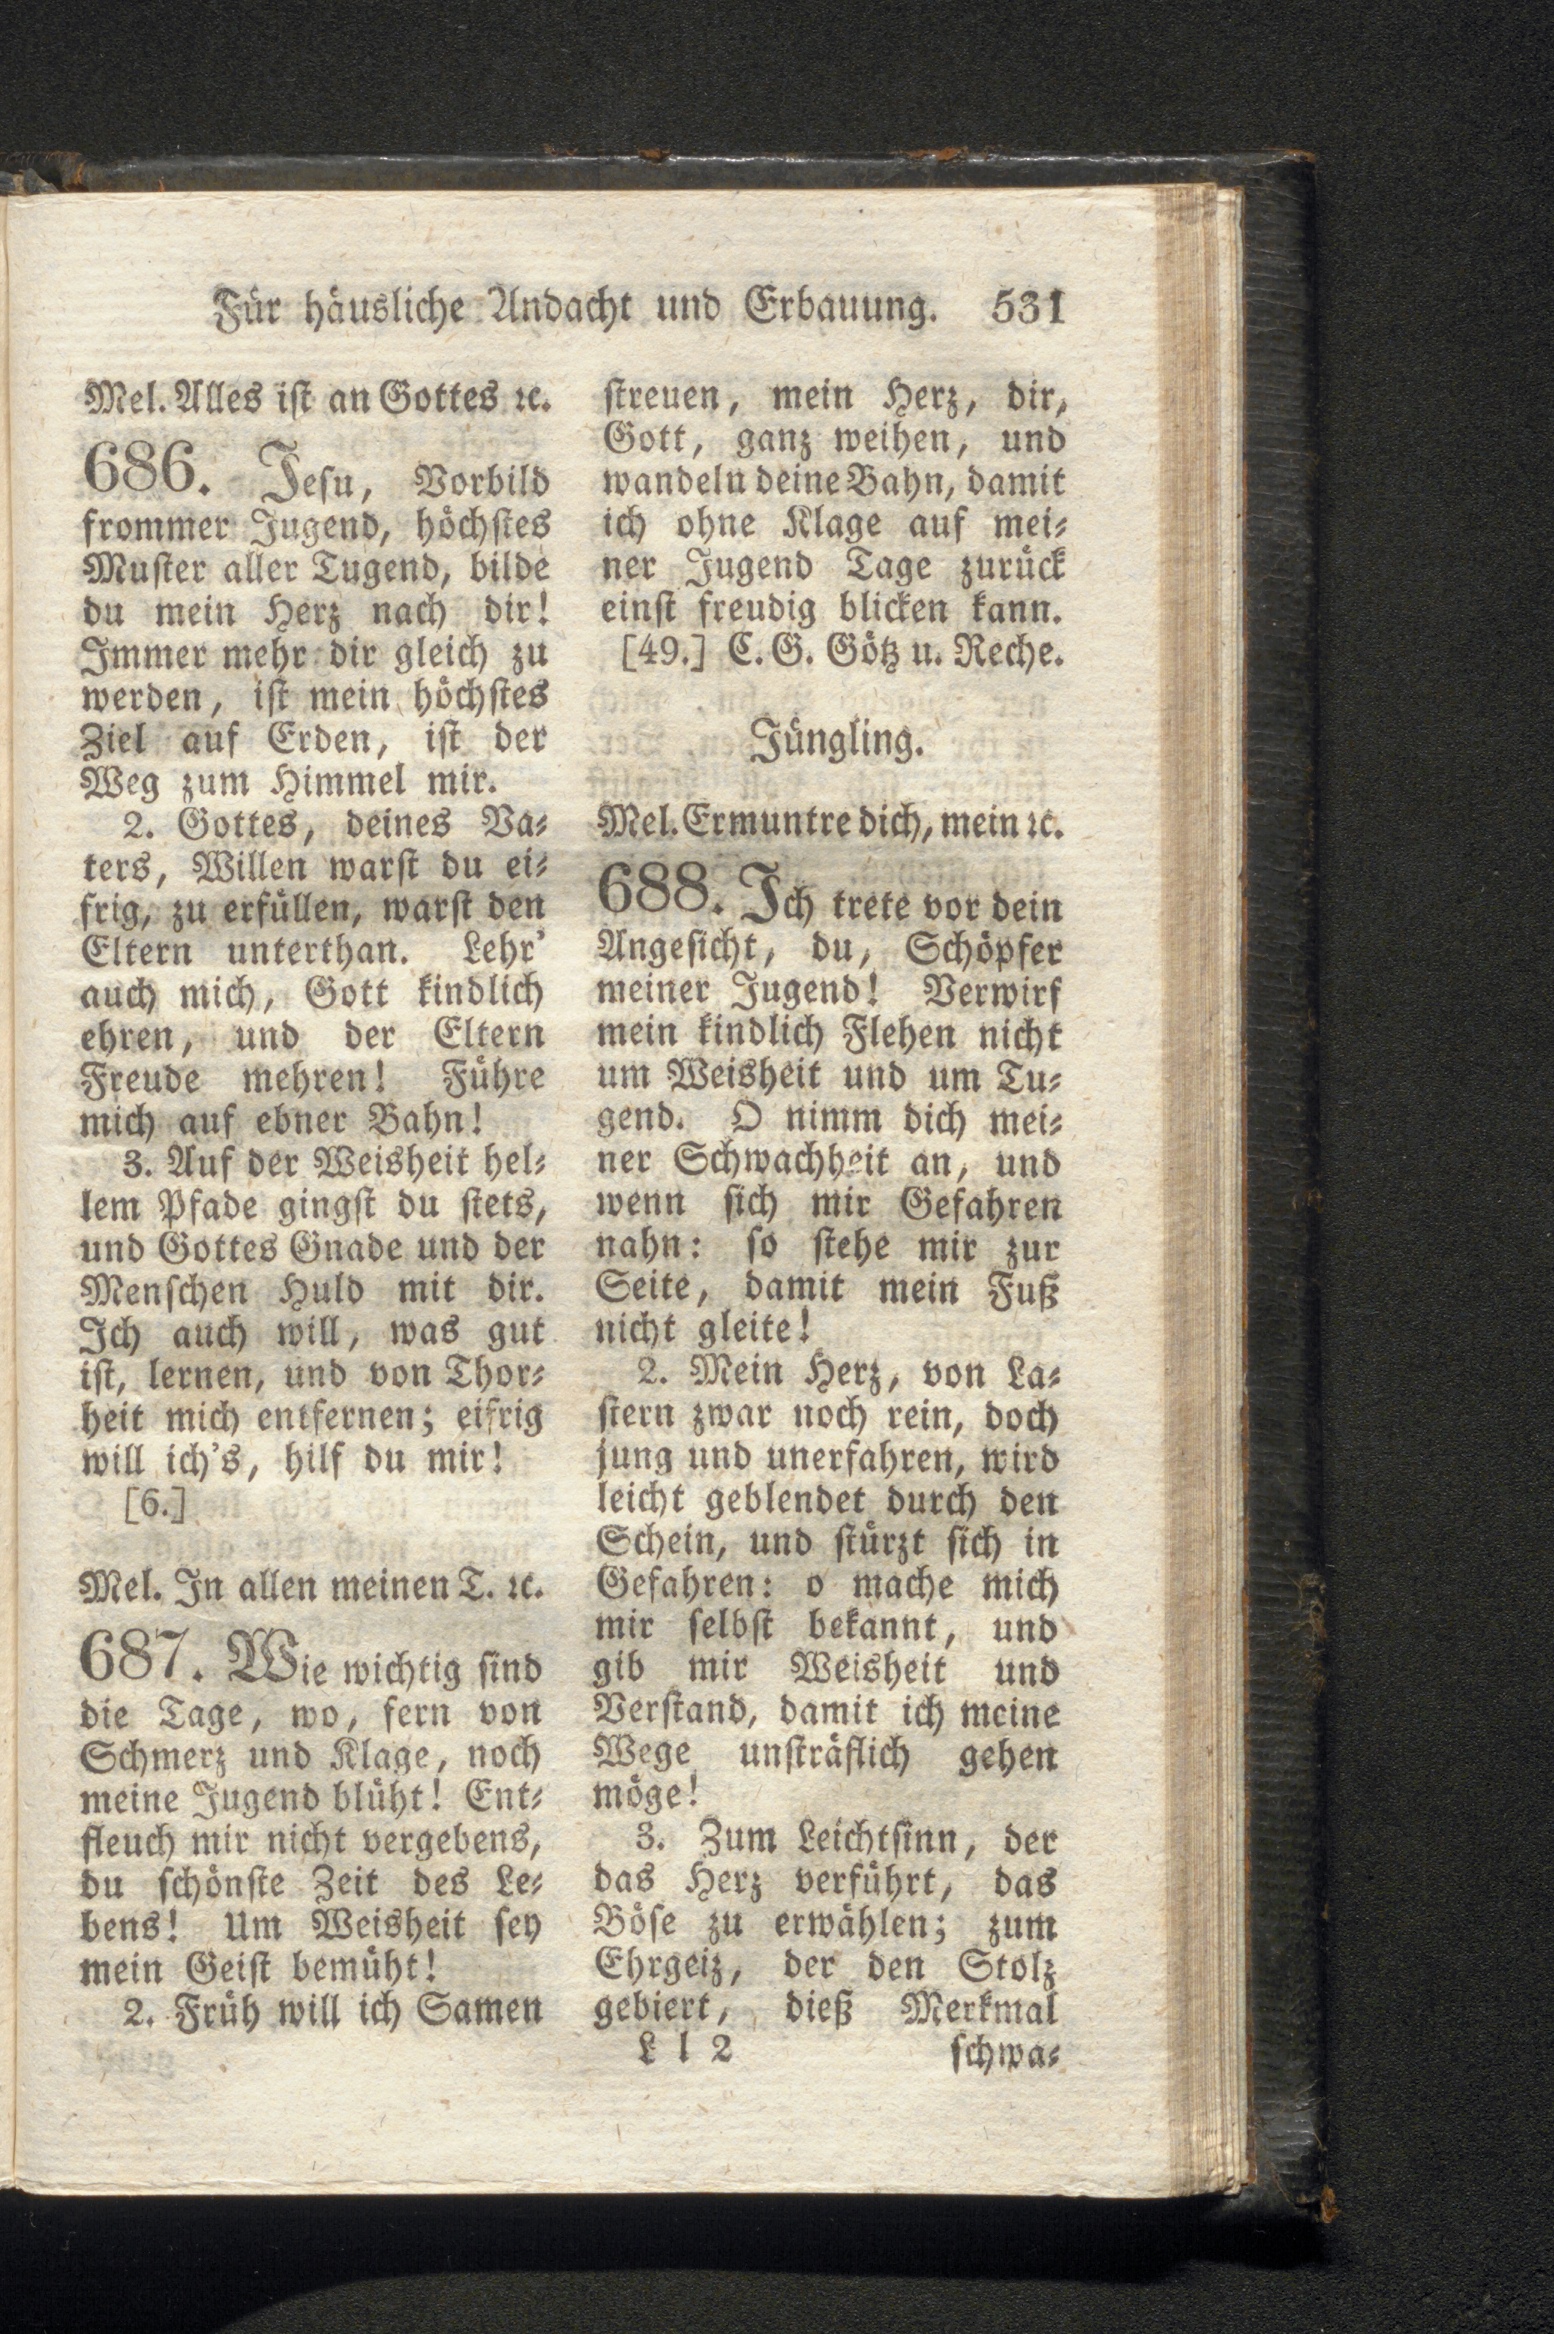 Für häusliche Andacht und Erbauung. 531
Mel. Alles ist an Gottes ꝛc.
686. Jesu, Vorbild
frommer Jugend, höchstes
Muster aller Tugend, bilde
du mein Herz nach dir!
Immer mehr dir gleich zu
werden, ist mein höchstes
Ziel auf Erden, ist der
Weg zum Himmel mir.
2. Gottes, deines Va⸗
ters, Willen warst du ei⸗
frig, zu erfüllen, warst den
Eltern unterthan. Lehr'
auch mich, Gott kindlich
ehren, und der Eltern
Freude mehren! Führe
mich auf ebner Bahn!
3. Auf der Weisheit hel⸗
lem Pfade gingst du stets,
und Gottes Gnade und der
Menschen Huld mit dir.
Ich auch will, was gut
ist, lernen, und von Thor⸗
heit mich entfernen; eifrig
will ich's, hilf du mir!
[6.]
Mel. In allen meinen T. ꝛc.
687. Wie wichtig sind
die Tage, wo, fern von
Schmerz und Klage, noch
meine Jugend blüht! Ent⸗
fleuch mir nicht vergebens,
du schönste Zeit des Le⸗
bens! Um Weisheit sey
mein Geist bemüht!
2. Früh will ich Samen
streuen, mein Herz, dir,
Gott, ganz weihen, und
wandeln deine Bahn, damit
ich ohne Klage auf mei⸗
ner Jugend Tage zurück
einst freudig blicken kann.
[49.] C. G. Götz u. Reche.
Jüngling.
Mel. Ermuntre dich, mein ꝛc.
688. Ich trete vor dein
Angesicht, du, Schöpfer
meiner Jugend! Verwirf
mein kindlich Flehen nicht
um Weisheit und um Tu⸗
gend. O nimm dich mei⸗
ner Schwachheit an, und
wenn sich mir Gefahren
nahn: so stehe mir zur
Seite, damit mein Fuß
nicht gleite!
2. Mein Herz, von La⸗
stern zwar noch rein, doch
jung und unerfahren, wird
leicht geblendet durch den
Schein, und stürzt sich in
Gefahren: o mache mich
mir selbst bekannt, und
gib mir Weisheit und
Verstand, damit ich meine
Wege unsträflich gehen
möge!
3. Zum Leichtsinn, der
das Herz verführt, das
Böse zu erwählen; zum
Ehrgeiz, der den Stolz
gebiert, dieß Merkmal
L l 2 schwa⸗